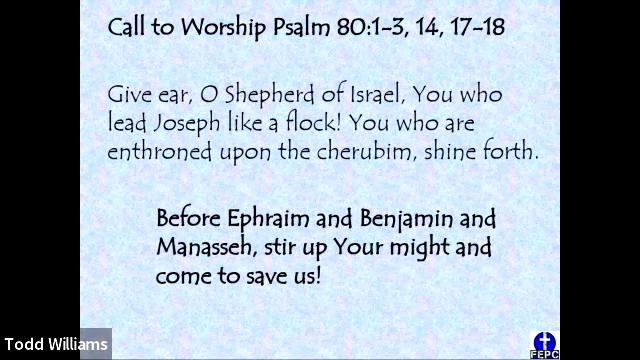 Call to Worship Psalm 80:1-3, 14, 17-18
Give ear, O Shepherd of Israel, You who
lead Joseph like a flock! You who are
enthroned upon the cherubim, shine forth.
Before Ephraim and Benjamin and
Manasseh, stir up Your might and
come to save us!
Todd Williams
FEPC